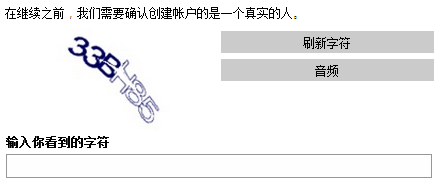 在继续之前，我们需要确认创建帐户的是一个真实的人。
刷新字符
音频
输入你看到的字符